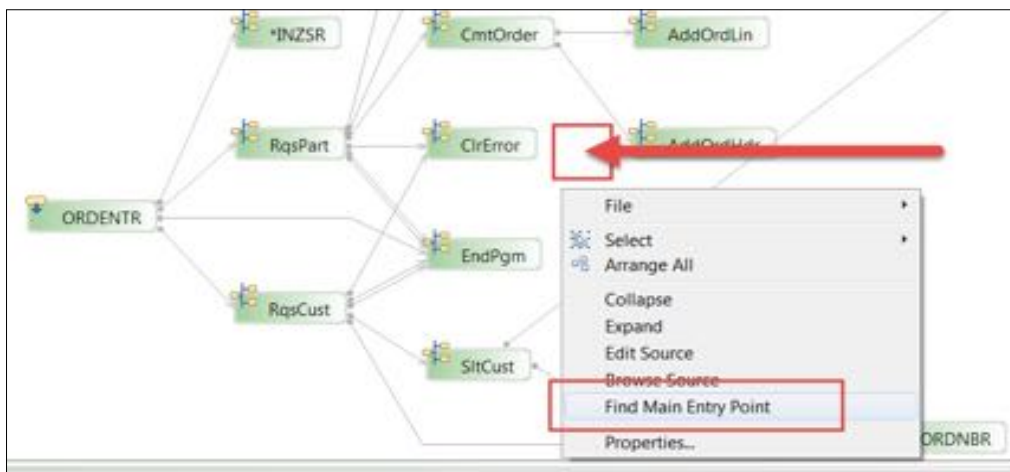 *INZSR
CmtOrder
AddOrdLin
RqsPart
ClrError
AddOrdHdr
ORDENTR
EndPgm
RqsCust
SltCust
File
Select
Arrange All
Collapse
Expand
Edit Source
Browse Source
Find Main Entry Point
Properties...
ORDNBR